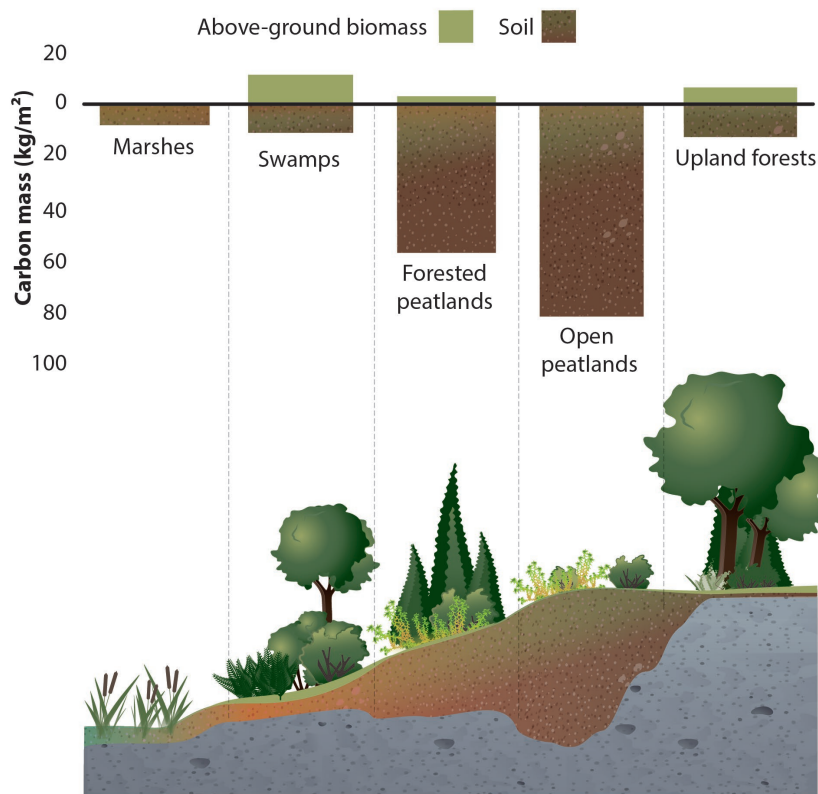 Above-ground biomass
Soil
Carbon mass (kg/m²)
20
0
20
40
60
80
100
Marshes
Swamps
Forested
peatlands
Open
peatlands
Upland forests